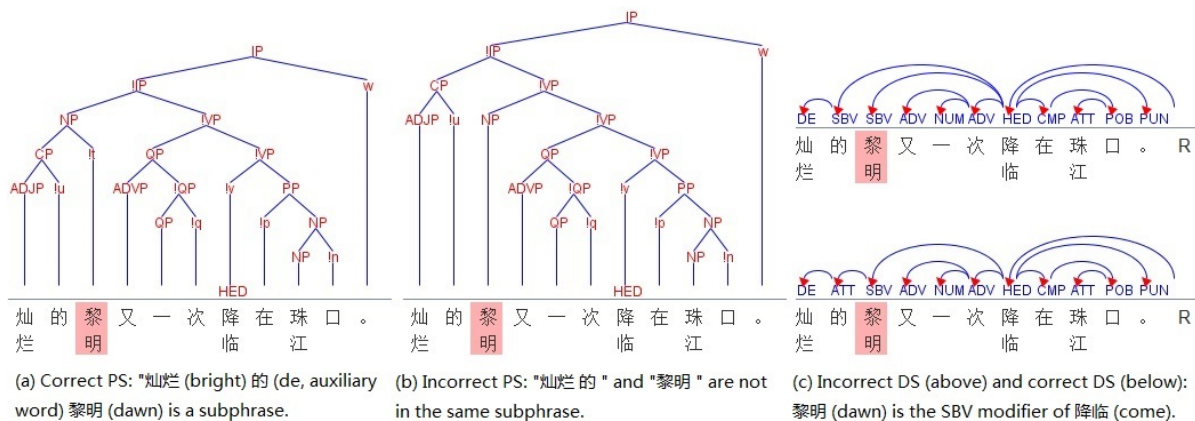 IP
!IP w
NP !VP
CP !t QP !VP
ADJP !u ADVP !QP !v PP
QP !q !p NP
NP !n
HED
灿 的 黎 又 一 次 降 在 珠 口 。
烂 明 临 江
(a) Correct PS: "灿烂 (bright) 的 (de, auxiliary
word) 黎明 (dawn) is a subphrase.
IP
!IP w
CP !VP
ADJP !u NP !VP
QP !VP
ADVP !QP !v PP
QP !q !p NP
NP !n
HED
灿 的 黎 又 一 次 降 在 珠 口 。
烂 明 临 江
(b) Incorrect PS: "灿烂 的 " and "黎明 " are not
in the same subphrase.
DE SBV SBV ADV NUM ADV HED CMP ATT POB PUN
灿 的 黎 又 一 次 降 在 珠 口 。 R
烂 明 临 江
DE ATT SBV ADV NUM ADV HED CMP ATT POB PUN
灿 的 黎 又 一 次 降 在 珠 口 。 R
烂 明 临 江
(c) Incorrect DS (above) and correct DS (below):
黎明 (dawn) is the SBV modifier of 降临 (come).